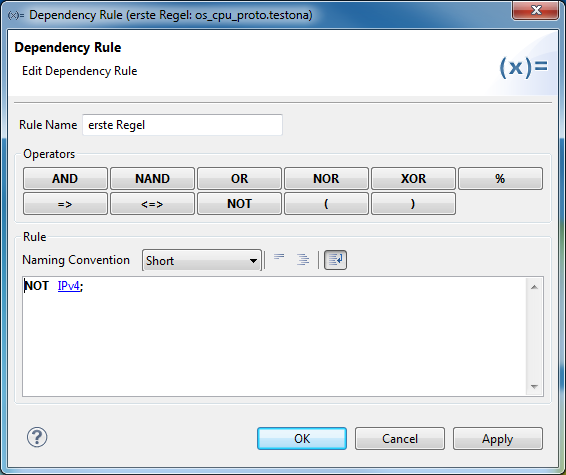 (x)= Dependency Rule (erste Regel: os_cpu_proto.testona)
Dependency Rule
Edit Dependency Rule
(x)=
Rule Name erste Regel
Operators
AND NAND OR NOR XOR %
=> <=> NOT ( )
Rule
Naming Convention Short
NOT IPv4;
? OK Cancel Apply